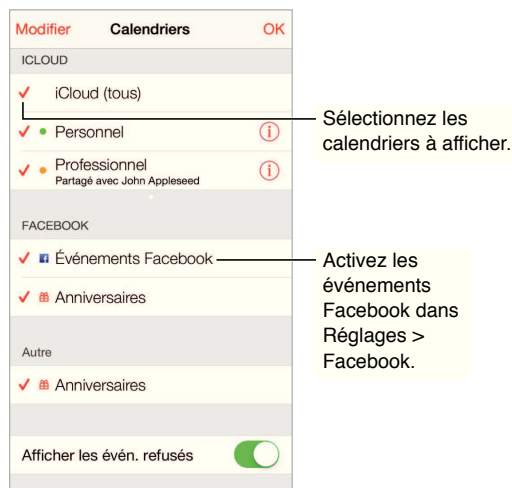 Modifier Calendriers OK
ICLOUD
iCloud (tous)
Personnel
Professionnel
Partagé avec John Appleseed
FACEBOOK
Événements Facebook
Anniversaires
Autre
Anniversaires
Afficher les évén. refusés
Sélectionnez les
calendriers à afficher.
Activez les
événements
Facebook dans
Réglages >
Facebook.